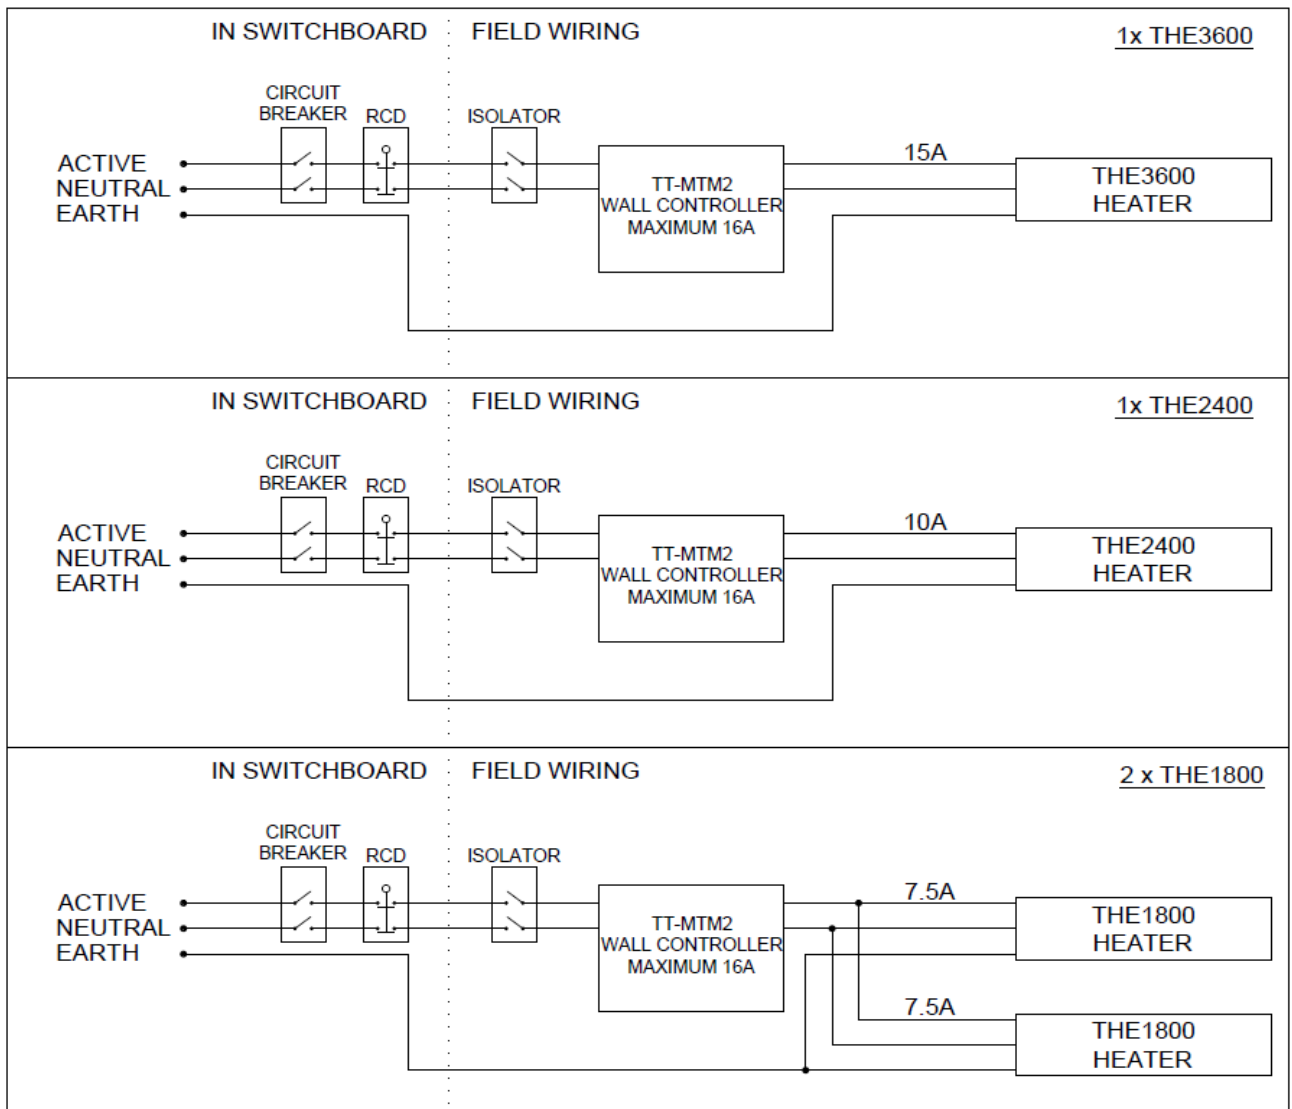 IN SWITCHBOARD FIELD WIRING 1x THE3600
CIRCUIT
BREAKER RCD ISOLATOR
ACTIVE 15A
NEUTRAL
EARTH
TT-MTM2
WALL CONTROLLER
MAXIMUM 16A
THE3600
HEATER
IN SWITCHBOARD FIELD WIRING 1x THE2400
CIRCUIT
BREAKER RCD ISOLATOR
ACTIVE 10A
NEUTRAL
EARTH
TT-MTM2
WALL CONTROLLER
MAXIMUM 16A
THE2400
HEATER
IN SWITCHBOARD FIELD WIRING 2 x THE1800
CIRCUIT
BREAKER RCD ISOLATOR
ACTIVE 7.5A
NEUTRAL
EARTH
TT-MTM2
WALL CONTROLLER
MAXIMUM 16A
THE1800
HEATER
7.5A
THE1800
HEATER